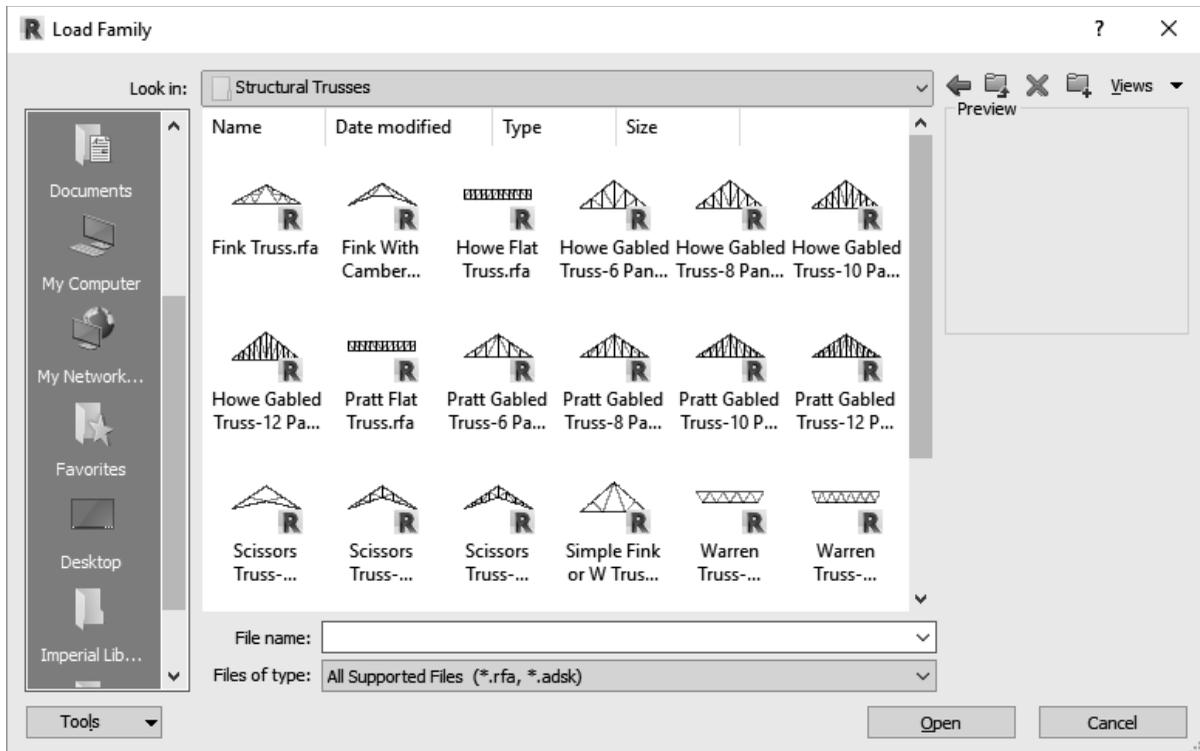 Load Family
?
Look in:
Structural Trusses
Views
Documents
My Computer
My Network...
Favorites
Desktop
Imperial Lib...
Name Date modified Type Size
Fink Truss.rfa
Fink With
Camber...
Howe Flat
Truss.rfa
Howe Gabled
Truss-6 Pan...
Howe Gabled
Truss-8 Pan...
Howe Gabled
Truss-10 Pa...
Howe Gabled
Truss-12 Pa...
Pratt Flat
Truss.rfa
Pratt Gabled
Truss-6 Pa...
Pratt Gabled
Truss-8 Pa...
Pratt Gabled
Truss-10 P...
Pratt Gabled
Truss-12 P...
Scissors
Truss-...
Scissors
Truss-...
Scissors
Truss-...
Simple Fink
or W Trus...
Warren
Truss-...
Warren
Truss-...
Preview
File name:
Files of type: All Supported Files (*.rfa, *.adsk)
Tools
Open
Cancel